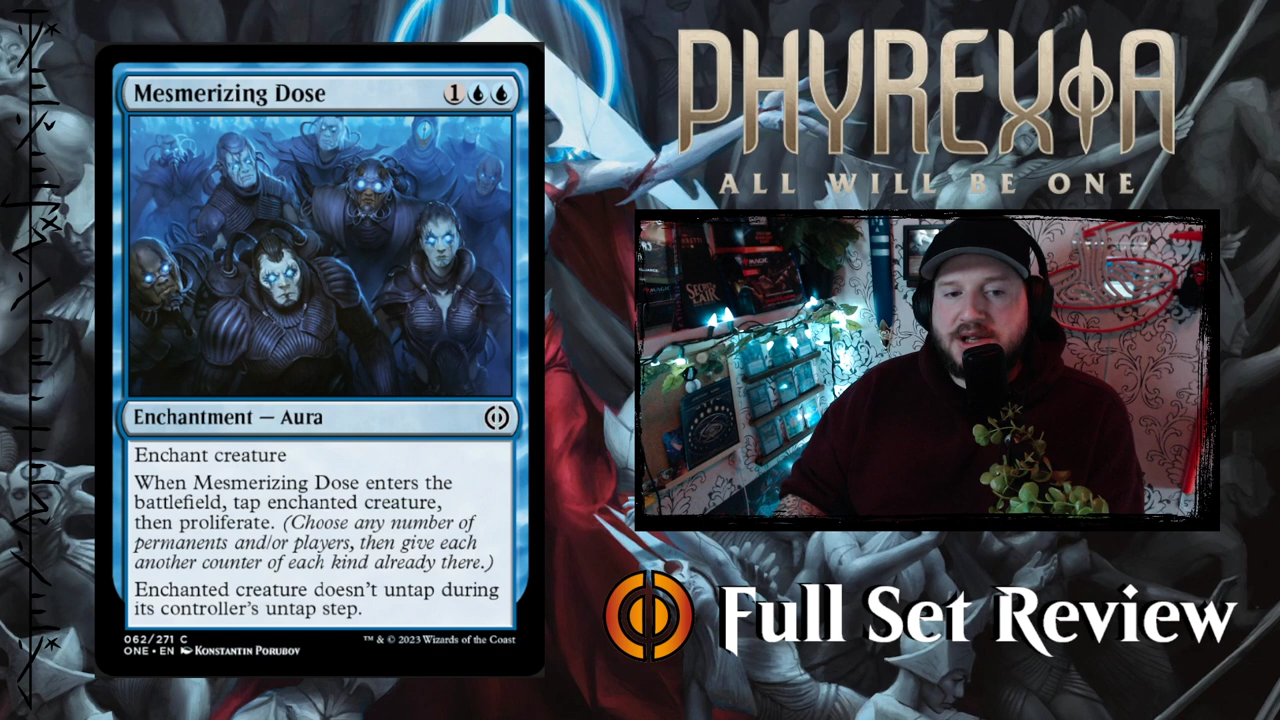 Mesmerizing Dose 1
Enchantment — Aura
Enchant creature
When Mesmerizing Dose enters the
battlefield, tap enchanted creature,
then proliferate. (Choose any number of
permanents and/or players, then give each
another counter of each kind already there.)
Enchanted creature doesn't untap during
its controller's untap step.
062/271 C
ONE • EN Konstantin Porubov
™ & © 2023 Wizards of the Coast
PHYREXIA
ALL WILL BE ONE
SECRET
LAIR
MAGIC
Full Set Review